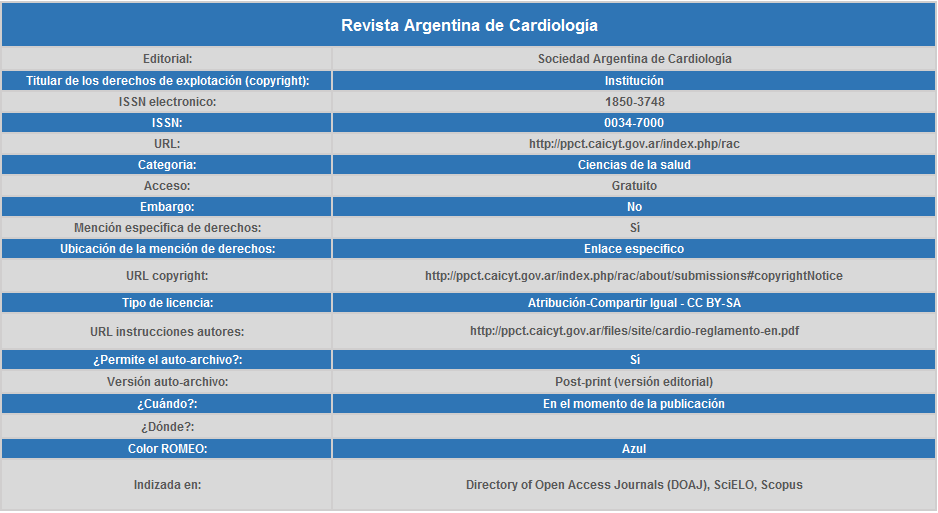 Revista Argentina de Cardiología
Editorial: Sociedad Argentina de Cardiología
Titular de los derechos de explotación (copyright): Institución
ISSN electronico: 1850-3748
ISSN: 0034-7000
URL: http://ppct.caicyt.gov.ar/index.php/rac
Categoria: Ciencias de la salud
Acceso: Gratuito
Embargo: No
Mención específica de derechos: Sí
Ubicación de la mención de derechos: Enlace específico
URL copyright: http://ppct.caicyt.gov.ar/index.php/rac/about/submissions#copyrightNotice
Tipo de licencia: Atribución-Compartir Igual - CC BY-SA
URL instrucciones autores: http://ppct.caicyt.gov.ar/files/site/cardio-reglamento-en.pdf
¿Permite el auto-archivo?: Sí
Versión auto-archivo: Post-print (versión editorial)
¿Cuándo?: En el momento de la publicación
¿Dónde?:
Color ROMEO: Azul
Indizada en: Directory of Open Access Journals (DOAJ), SciELO, Scopus